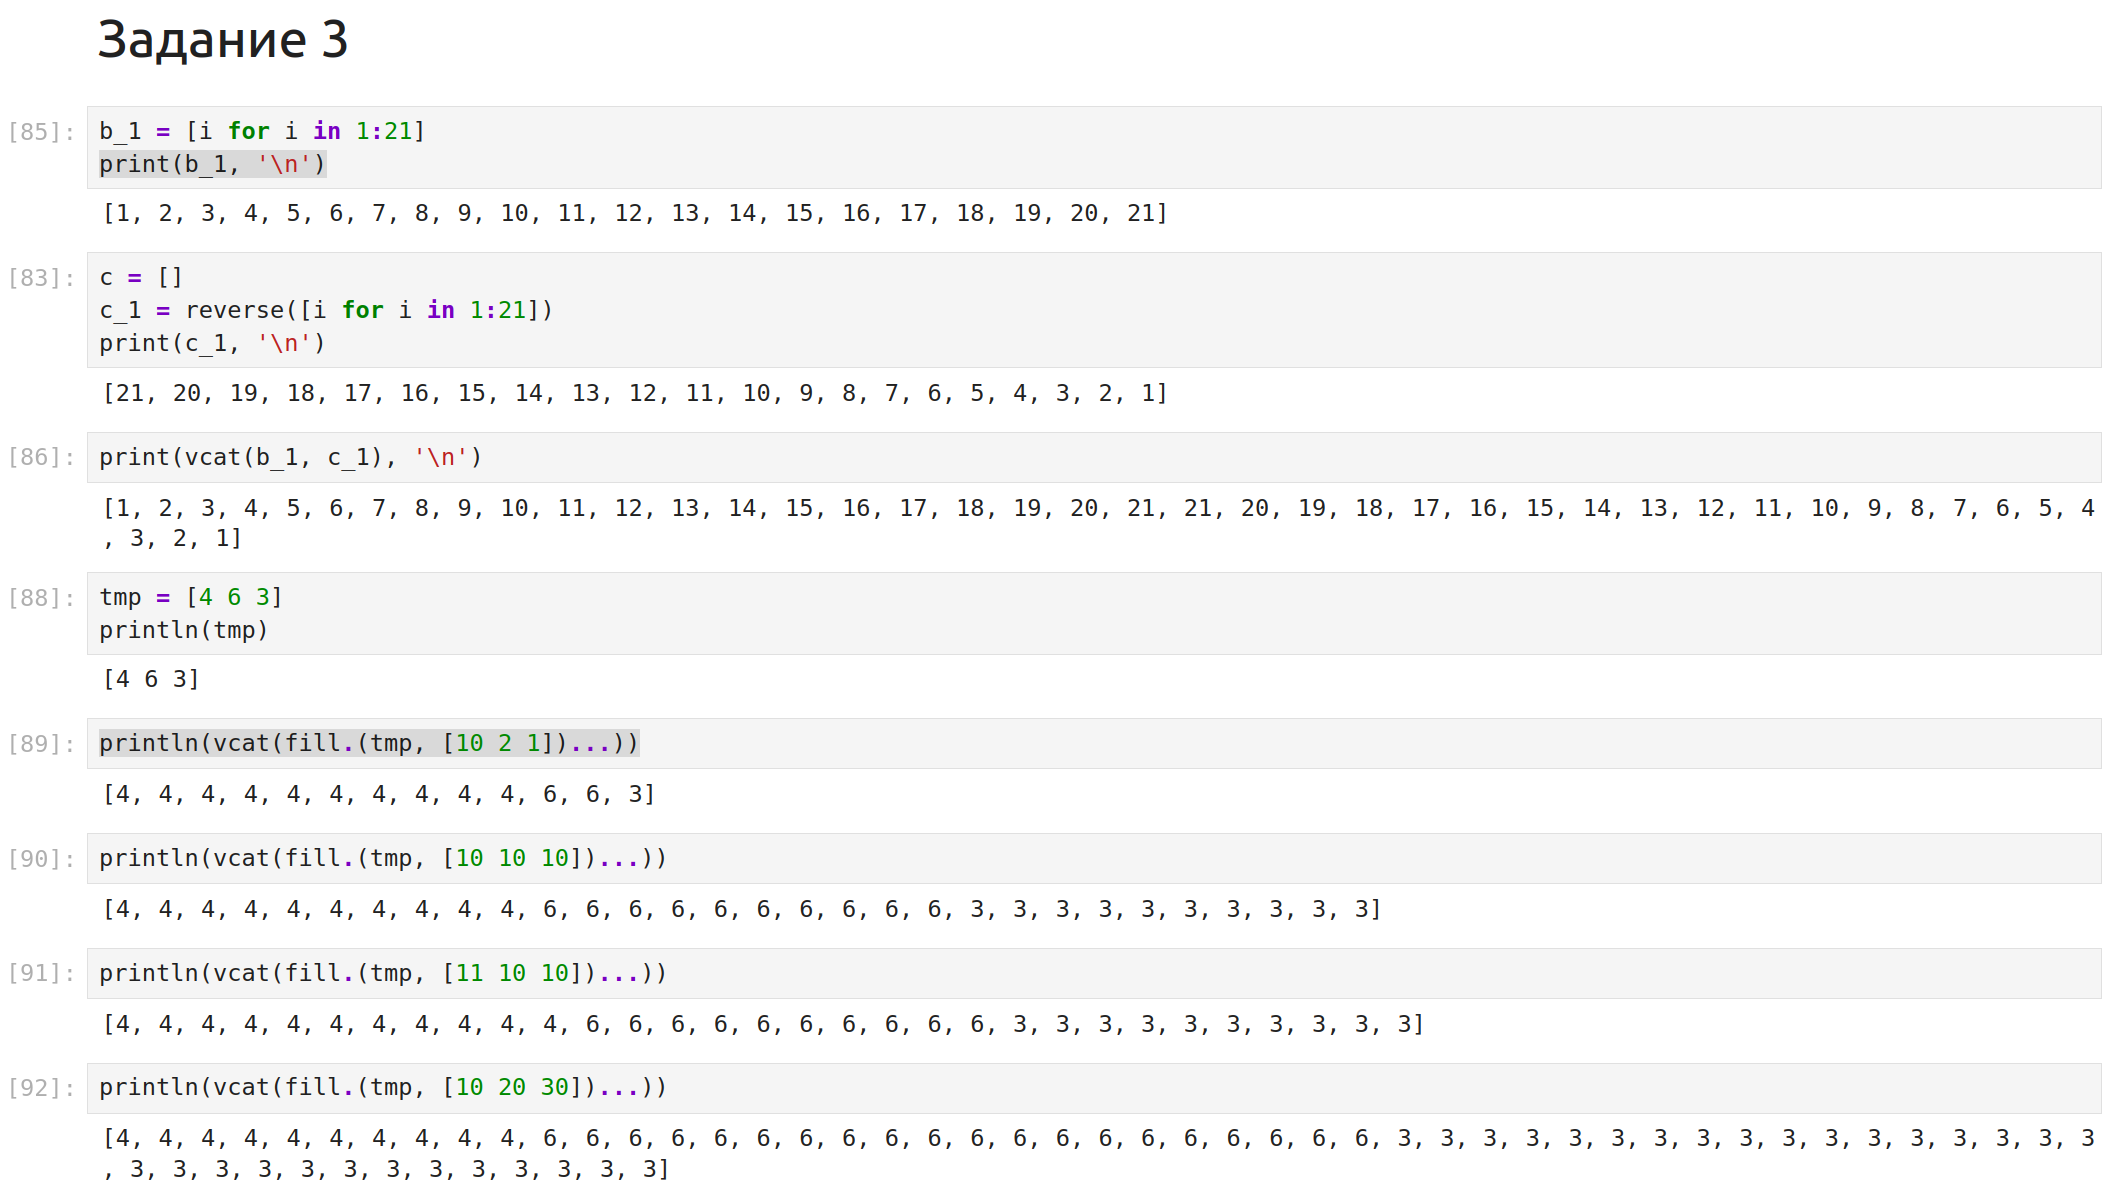 Задание 3
[85]: b_1 = [i for i in 1:21]
print(b_1, '\n')
[1, 2, 3, 4, 5, 6, 7, 8, 9, 10, 11, 12, 13, 14, 15, 16, 17, 18, 19, 20, 21]
[83]: c = []
c_1 = reverse([i for i in 1:21])
print(c_1, '\n')
[21, 20, 19, 18, 17, 16, 15, 14, 13, 12, 11, 10, 9, 8, 7, 6, 5, 4, 3, 2, 1]
[86]: print(vcat(b_1, c_1), '\n')
[1, 2, 3, 4, 5, 6, 7, 8, 9, 10, 11, 12, 13, 14, 15, 16, 17, 18, 19, 20, 21, 21, 20, 19, 18, 17, 16, 15, 14, 13, 12, 11, 10, 9, 8, 7, 6, 5, 4
, 3, 2, 1]
[88]: tmp = [4 6 3]
println(tmp)
[4 6 3]
[89]: println(vcat(fill.(tmp, [10 2 1])...))
[4, 4, 4, 4, 4, 4, 4, 4, 4, 4, 6, 6, 3]
[90]: println(vcat(fill.(tmp, [10 10 10])...))
[4, 4, 4, 4, 4, 4, 4, 4, 4, 4, 6, 6, 6, 6, 6, 6, 6, 6, 6, 6, 3, 3, 3, 3, 3, 3, 3, 3, 3, 3]
[91]: println(vcat(fill.(tmp, [11 10 10])...))
[4, 4, 4, 4, 4, 4, 4, 4, 4, 4, 4, 6, 6, 6, 6, 6, 6, 6, 6, 6, 6, 3, 3, 3, 3, 3, 3, 3, 3, 3, 3]
[92]: println(vcat(fill.(tmp, [10 20 30])...))
[4, 4, 4, 4, 4, 4, 4, 4, 4, 4, 6, 6, 6, 6, 6, 6, 6, 6, 6, 6, 6, 6, 6, 6, 6, 6, 6, 6, 6, 6, 3, 3, 3, 3, 3, 3, 3, 3, 3, 3, 3, 3, 3, 3, 3, 3, 3
, 3, 3, 3, 3, 3, 3, 3, 3, 3, 3, 3, 3, 3]